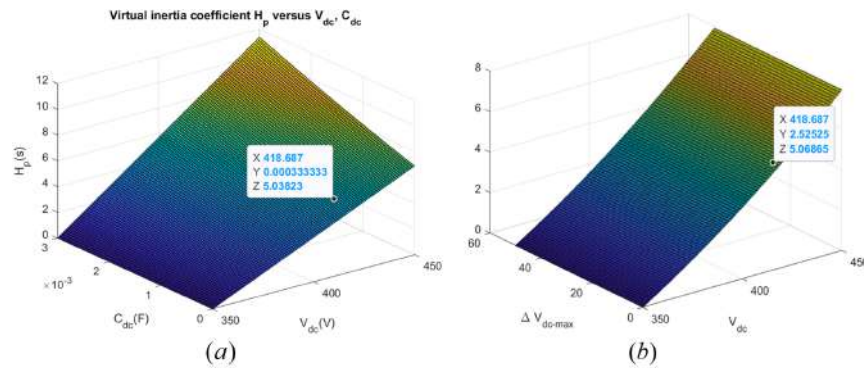 Virtual inertia coefficient H_p versus V_dc, C_dc
12
10
8
6
4
2
0
H_p(s)
X 418.687
Y 0.000333333
Z 5.03823
3
2
1
0
×10^-3
C_dc(F)
350
400
450
V_dc(V)
(a)
8
6
4
2
0
X 418.687
Y 2.52525
Z 5.06865
60
40
20
0
Δ V_dc-max
350
400
450
V_dc
(b)